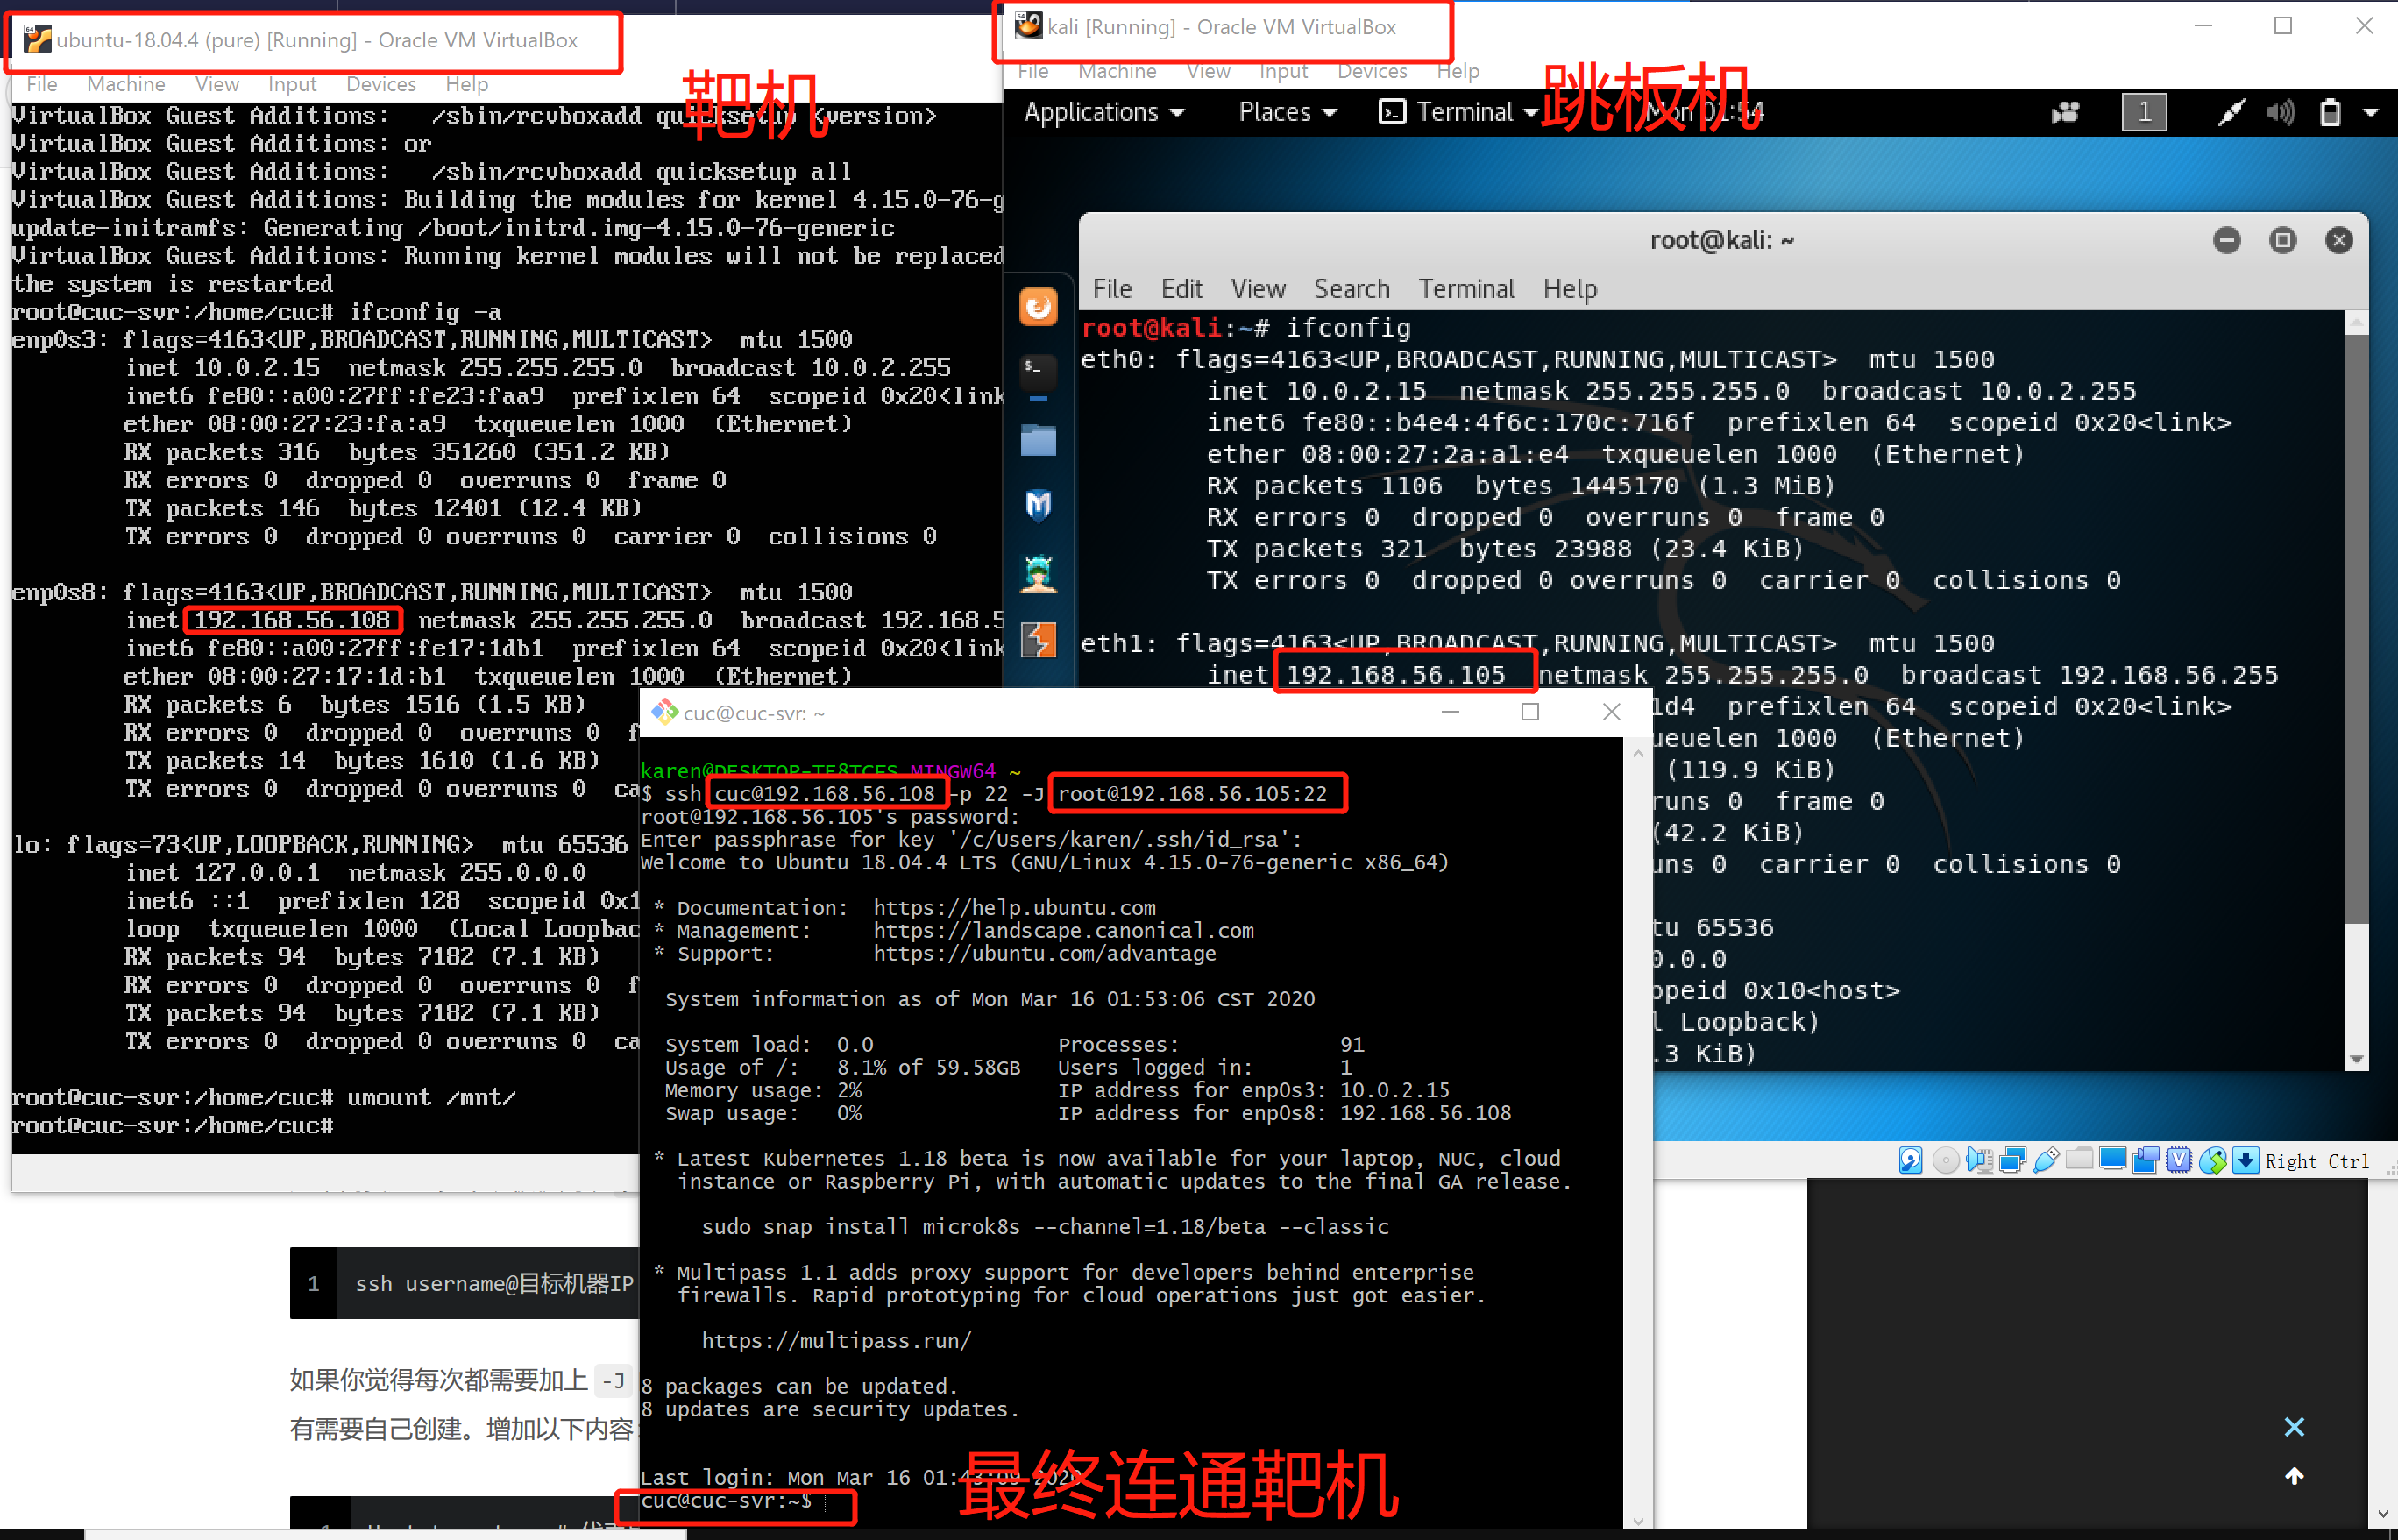 ubuntu-18.04.4 (pure) [Running] - Oracle VM VirtualBox
File Machine View Input Devices Help
靶机
VirtualBox Guest Additions:   /sbin/rcvboxadd quicksetup <version>
VirtualBox Guest Additions: or
VirtualBox Guest Additions:   /sbin/rcvboxadd quicksetup all
VirtualBox Guest Additions: Building the modules for kernel 4.15.0-76-g
update-initramfs: Generating /boot/initrd.img-4.15.0-76-generic
VirtualBox Guest Additions: Running kernel modules will not be replaced
the system is restarted
root@cuc-svr:/home/cuc# ifconfig -a
enp0s3: flags=4163<UP,BROADCAST,RUNNING,MULTICAST>  mtu 1500
inet 10.0.2.15  netmask 255.255.255.0  broadcast 10.0.2.255
inet6 fe80::a00:27ff:fe23:faa9  prefixlen 64  scopeid 0x20<link
ether 08:00:27:23:fa:a9  txqueuelen 1000  (Ethernet)
RX packets 316  bytes 351260 (351.2 KB)
RX errors 0  dropped 0  overruns 0  frame 0
TX packets 146  bytes 12401 (12.4 KB)
TX errors 0  dropped 0 overruns 0  carrier 0  collisions 0
enp0s8: flags=4163<UP,BROADCAST,RUNNING,MULTICAST>  mtu 1500
inet 192.168.56.108  netmask 255.255.255.0  broadcast 192.168.5
inet6 fe80::a00:27ff:fe17:1db1  prefixlen 64  scopeid 0x20<link
ether 08:00:27:17:1d:b1  txqueuelen 1000  (Ethernet)
RX packets 6  bytes 1516 (1.5 KB)
RX errors 0  dropped 0  overruns 0  f
TX packets 14  bytes 1610 (1.6 KB)
TX errors 0  dropped 0 overruns 0  ca
lo: flags=73<UP,LOOPBACK,RUNNING>  mtu 65536
inet 127.0.0.1  netmask 255.0.0.0
inet6 ::1  prefixlen 128  scopeid 0x1
loop  txqueuelen 1000  (Local Loopbac
RX packets 94  bytes 7182 (7.1 KB)
RX errors 0  dropped 0  overruns 0  f
TX packets 94  bytes 7182 (7.1 KB)
TX errors 0  dropped 0 overruns 0  ca
root@cuc-svr:/home/cuc# umount /mnt/
root@cuc-svr:/home/cuc#
kali [Running] - Oracle VM VirtualBox
File Machine View Input Devices Help
跳板机
Applications Places Terminal Mon 01:54 1
root@kali: ~
File Edit View Search Terminal Help
root@kali:~# ifconfig
eth0: flags=4163<UP,BROADCAST,RUNNING,MULTICAST>  mtu 1500
inet 10.0.2.15  netmask 255.255.255.0  broadcast 10.0.2.255
inet6 fe80::b4e4:4f6c:170c:716f  prefixlen 64  scopeid 0x20<link>
ether 08:00:27:2a:a1:e4  txqueuelen 1000  (Ethernet)
RX packets 1106  bytes 1445170 (1.3 MiB)
RX errors 0  dropped 0  overruns 0  frame 0
TX packets 321  bytes 23988 (23.4 KiB)
TX errors 0  dropped 0 overruns 0  carrier 0  collisions 0
eth1: flags=4163<UP,BROADCAST,RUNNING,MULTICAST>  mtu 1500
inet 192.168.56.105  netmask 255.255.255.0  broadcast 192.168.56.255
1d4  prefixlen 64  scopeid 0x20<link>
ueuelen 1000  (Ethernet)
(119.9 KiB)
runs 0  frame 0
(42.2 KiB)
uns 0  carrier 0  collisions 0
tu 65536
0.0.0
opeid 0x10<host>
l Loopback)
.3 KiB)
Right Ctrl
cuc@cuc-svr: ~
karen@DESKTOP-TE8TCES MINGW64 ~
$ ssh cuc@192.168.56.108 -p 22 -J root@192.168.56.105:22
root@192.168.56.105's password:
Enter passphrase for key '/c/Users/karen/.ssh/id_rsa':
Welcome to Ubuntu 18.04.4 LTS (GNU/Linux 4.15.0-76-generic x86_64)
* Documentation:  https://help.ubuntu.com
* Management:     https://landscape.canonical.com
* Support:        https://ubuntu.com/advantage
System information as of Mon Mar 16 01:53:06 CST 2020
System load:  0.0                Processes:             91
Usage of /:   8.1% of 59.58GB   Users logged in:       1
Memory usage: 2%                IP address for enp0s3: 10.0.2.15
Swap usage:   0%                IP address for enp0s8: 192.168.56.108
* Latest Kubernetes 1.18 beta is now available for your laptop, NUC, cloud
instance or Raspberry Pi, with automatic updates to the final GA release.
sudo snap install microk8s --channel=1.18/beta --classic
* Multipass 1.1 adds proxy support for developers behind enterprise
firewalls. Rapid prototyping for cloud operations just got easier.
https://multipass.run/
8 packages can be updated.
8 updates are security updates.
Last login: Mon Mar 16 01:43:09 2020
cuc@cuc-svr:~$
最终连通靶机
1 ssh username@目标机器IP
如果你觉得每次都需要加上 -J
有需要自己创建。增加以下内容：